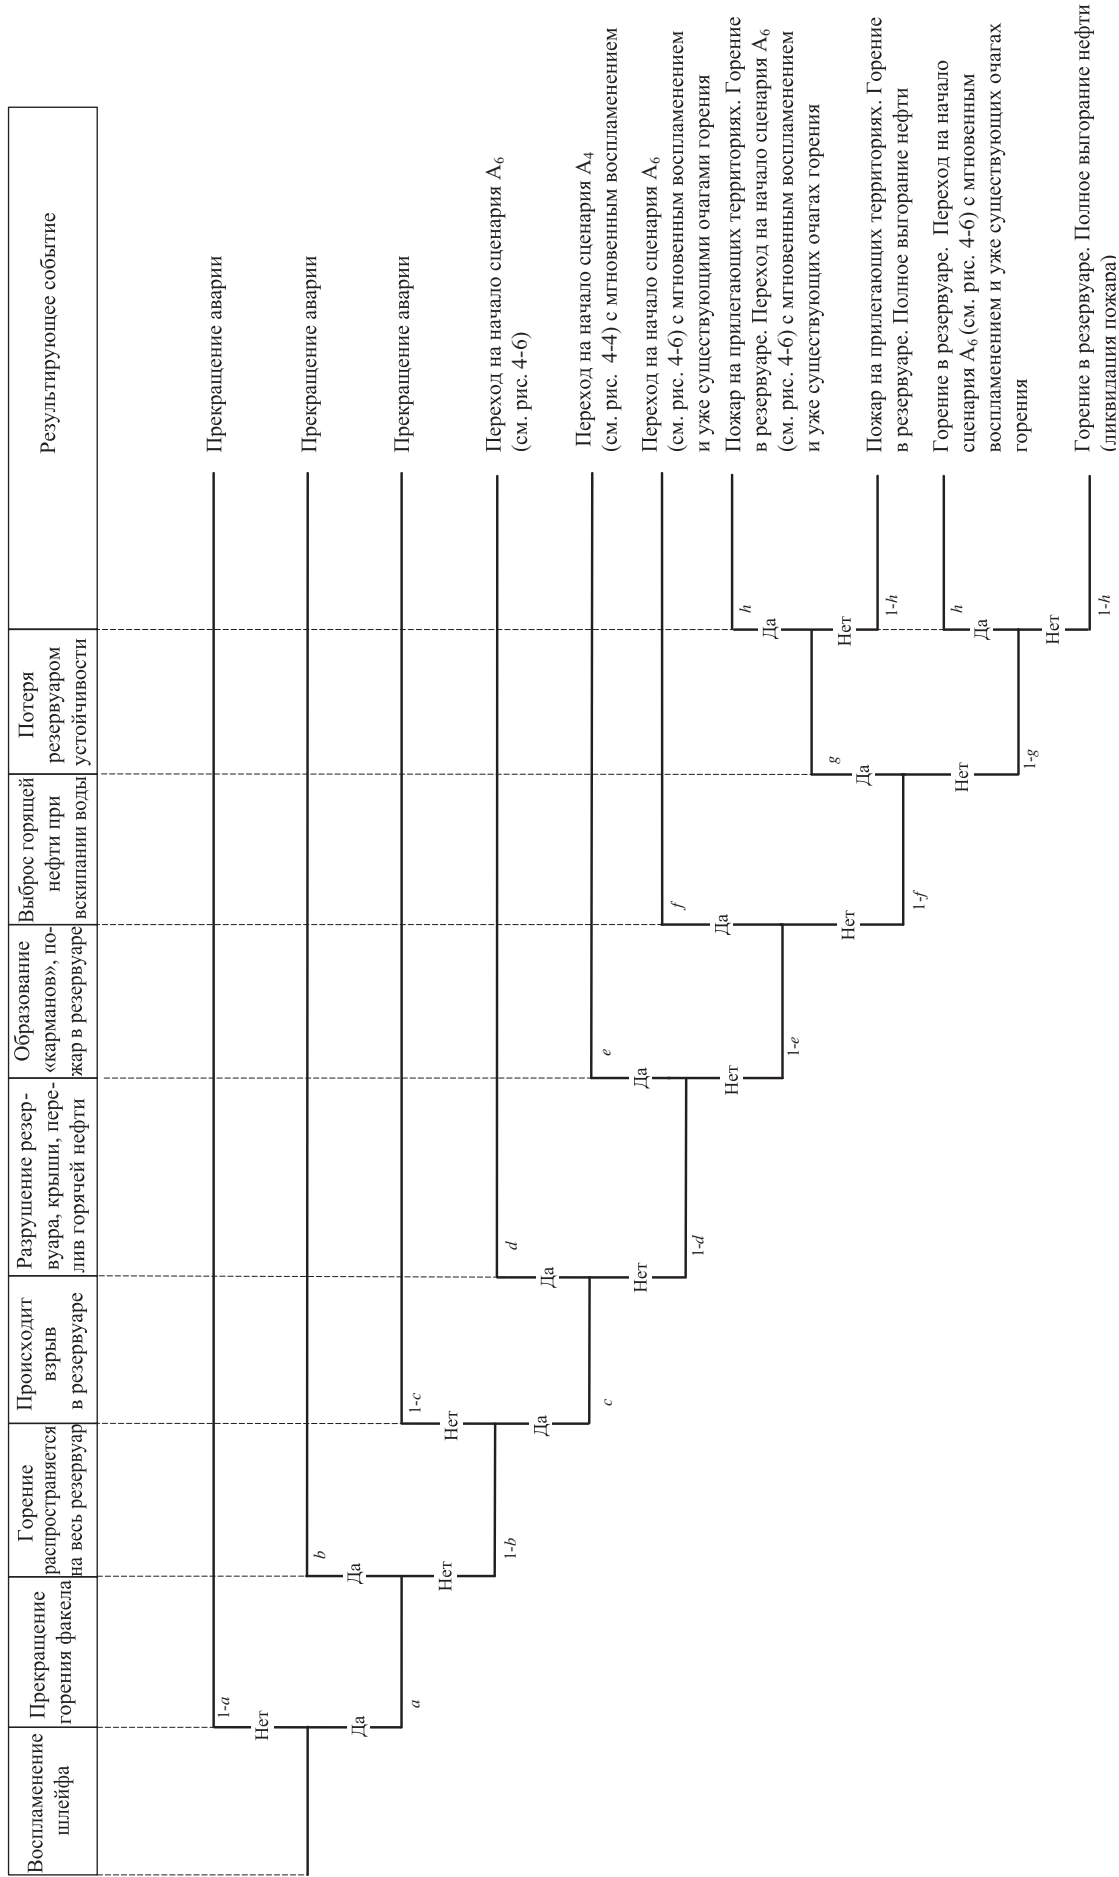 Воспламенение
шлейфа
Прекращение
горения факела
Горение
распространяется
на весь резервуар
Происходит
взрыв
в резервуаре
Разрушение резер-
вуара, крыши, пере-
лив горячей нефти
Образование
«карманов», по-
жар в резервуаре
Выброс горящей
нефти при
вскипании воды
Потеря
резервуаром
устойчивости
Результирующее событие
1-a
Нет
Да
a
b
Да
Нет
1-b
1-c
Нет
Да
c
d
Да
Нет
1-d
e
Да
Нет
1-e
f
Да
Нет
1-f
g
Да
Нет
1-g
h
Да
Нет
1-h
h
Да
Нет
1-h
Прекращение аварии
Прекращение аварии
Прекращение аварии
Переход на начало сценария А6
(см. рис. 4-6)
Переход на начало сценария А4
(см. рис. 4-4) с мгновенным воспламенением)
Переход на начало сценария А6
(см. рис. 4-6) с мгновенным воспламенением
и уже существующими очагами горения
Пожар на прилегающих территориях. Горение
в резервуаре. Переход на начало сценария А6
(см. рис. 4-6) с мгновенным воспламенением
и уже существующих очагах горения
Пожар на прилегающих территориях. Горение
в резервуаре. Полное выгорание нефти
Горение в резервуаре. Переход на начало
сценария А6 (см. рис. 4-6) с мгновенным
воспламенением и уже существующих очагах
горения
Горение в резервуаре. Полное выгорание нефти
(ликвидация пожара)